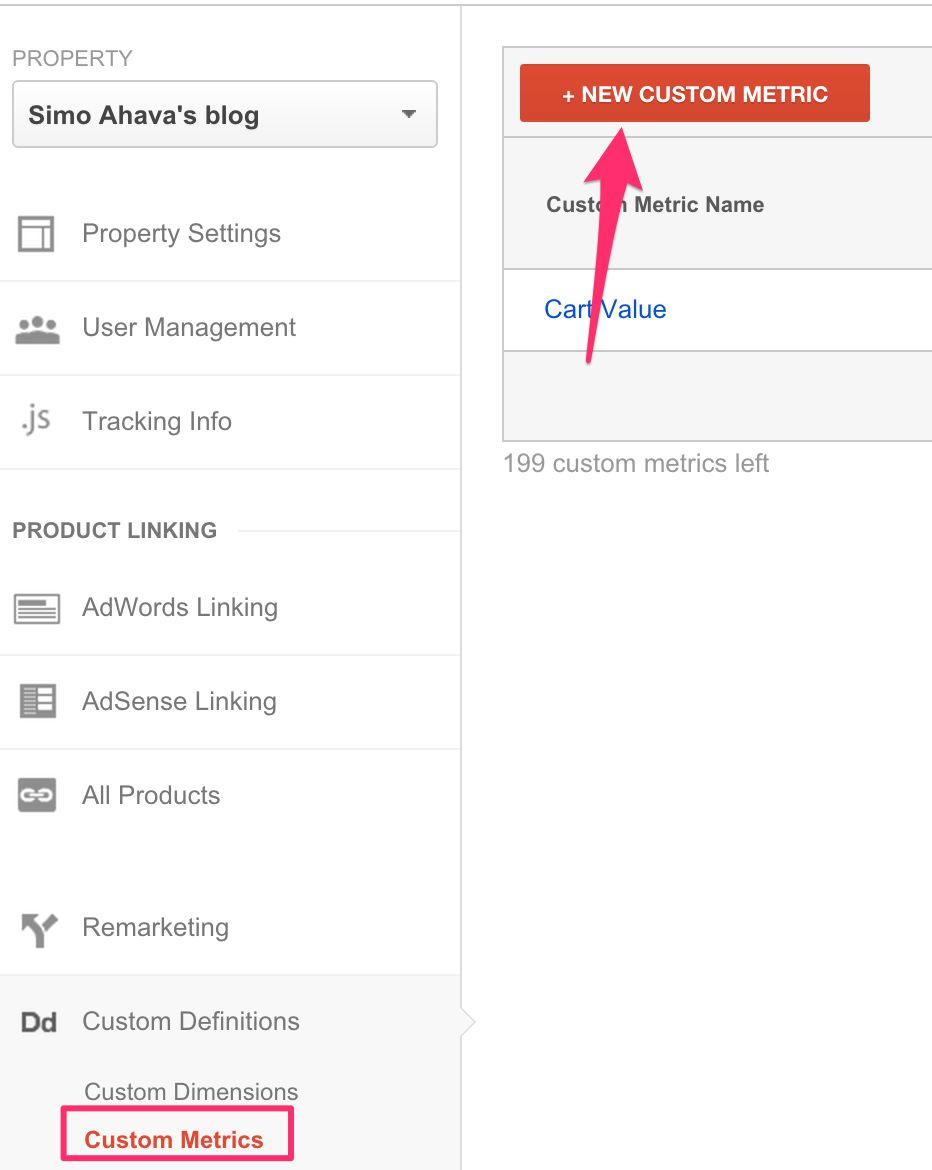 PROPERTY
Simo Ahava's blog
Property Settings
User Management
.js Tracking Info
PRODUCT LINKING
AdWords Linking
AdSense Linking
All Products
Remarketing
Dd Custom Definitions
Custom Dimensions
Custom Metrics
+ NEW CUSTOM METRIC
Custom Metric Name
Cart Value
199 custom metrics left